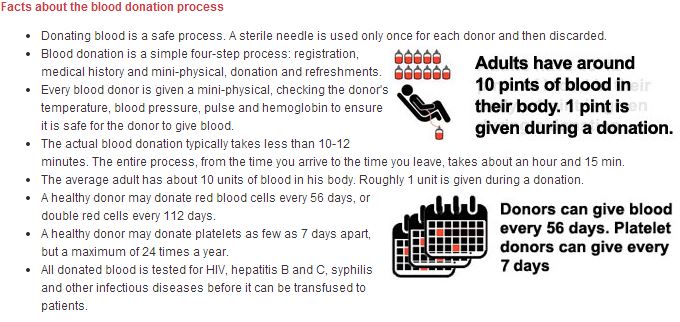 Facts about the blood donation process
Donating blood is a safe process. A sterile needle is used only once for each donor and then discarded.
Blood donation is a simple four-step process: registration,
medical history and mini-physical, donation and refreshments.
Every blood donor is given a mini-physical, checking the donor's
temperature, blood pressure, pulse and hemoglobin to ensure
it is safe for the donor to give blood.
The actual blood donation typically takes less than 10-12
minutes. The entire process, from the time you arrive to the time you leave, takes about an hour and 15 min.
The average adult has about 10 units of blood in his body. Roughly 1 unit is given during a donation.
A healthy donor may donate red blood cells every 56 days, or
double red cells every 112 days.
A healthy donor may donate platelets as few as 7 days apart,
but a maximum of 24 times a year.
All donated blood is tested for HIV, hepatitis B and C, syphilis
and other infectious diseases before it can be transfused to
patients.
Adults have around
10 pints of blood in
their body. 1 pint is
given during a donation.
Donors can give blood
every 56 days. Platelet
donors can give every
7 days